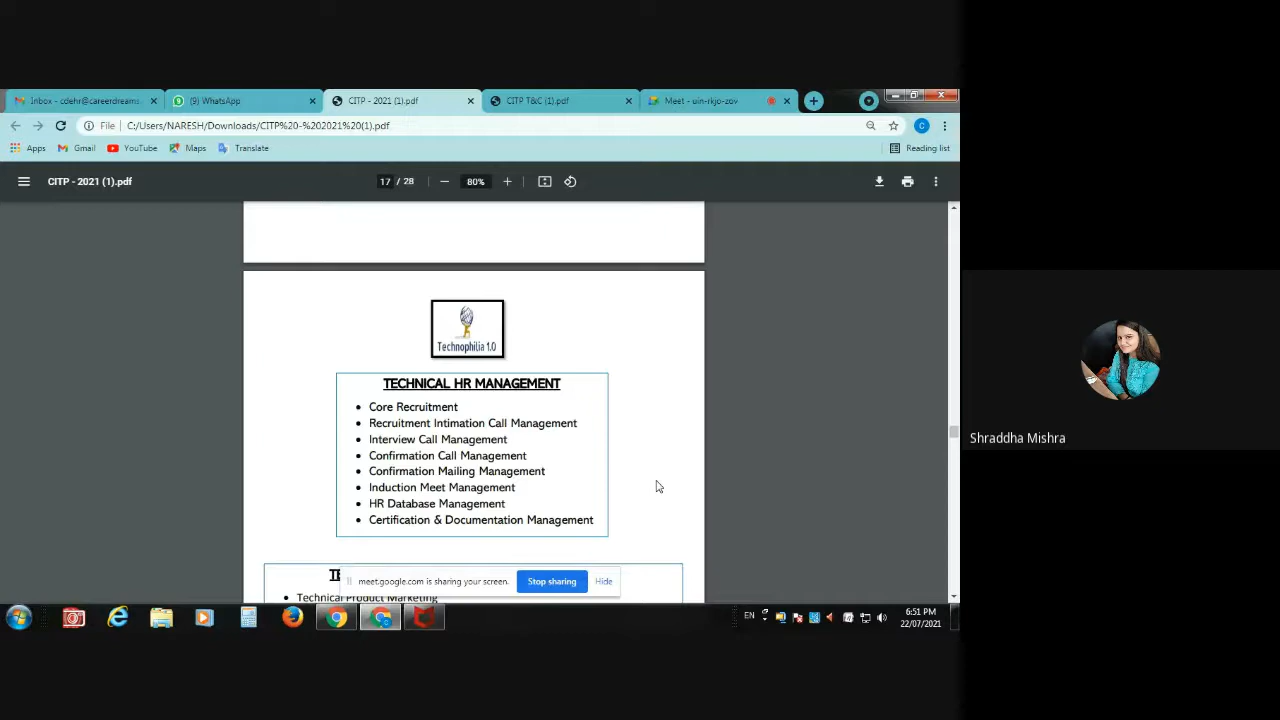 Inbox - cdehr@careerdreams
(9) WhatsApp
CITP - 2021 (1).pdf
CITP T&C (1).pdf
Meet - uin-rkjo-zov
File
C:/Users/NARESH/Downloads/CITP%20-%202021%20(1).pdf
C
Apps
Gmail
YouTube
Maps
Translate
Reading list
CITP - 2021 (1).pdf
17 / 28
80%
Technophilia 1.0
TECHNICAL HR MANAGEMENT
• Core Recruitment
• Recruitment Intimation Call Management
• Interview Call Management
• Confirmation Call Management
• Confirmation Mailing Management
• Induction Meet Management
• HR Database Management
• Certification & Documentation Management
Shraddha Mishra
TE
meet.google.com is sharing your screen.
Stop sharing
Hide
• Technical Product Marketing
EN
6:51 PM
22/07/2021